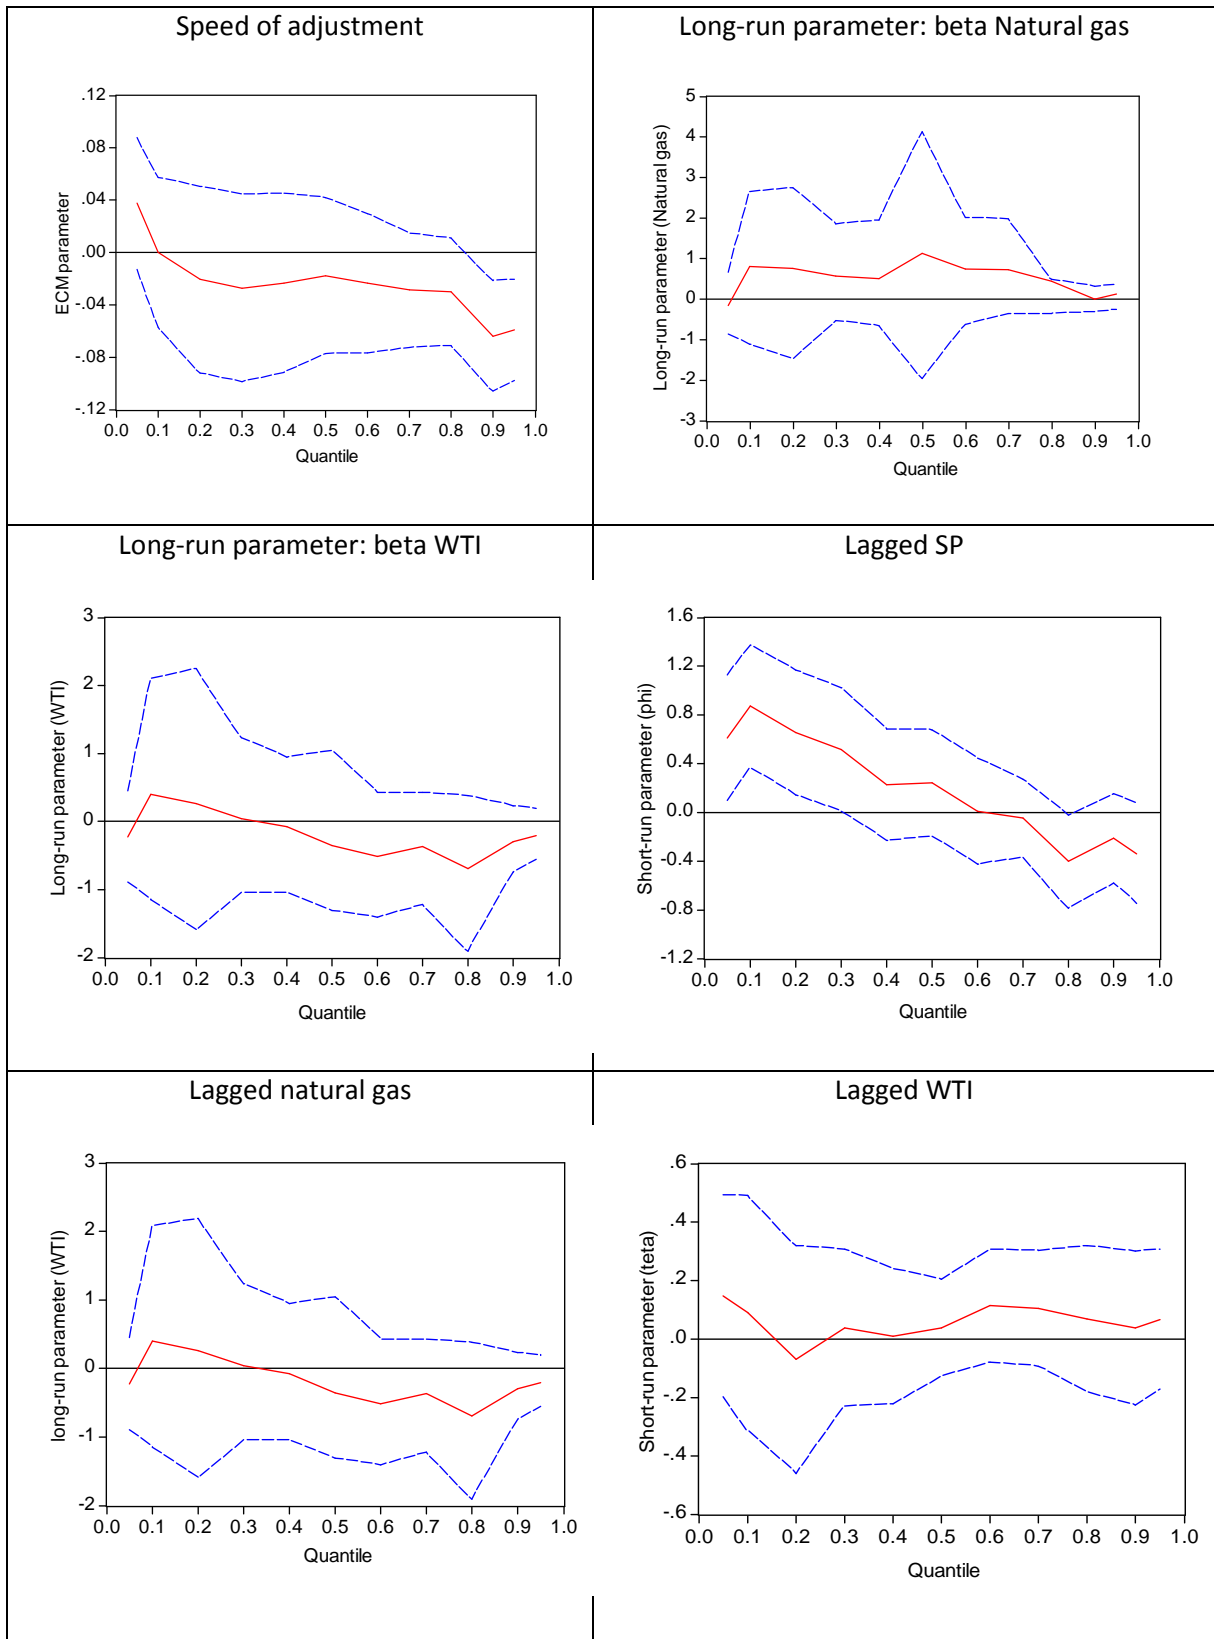 Speed of adjustment
.12
.08
.04
.00
-.04
-.08
-.12
ECM parameter
0.0 0.1 0.2 0.3 0.4 0.5 0.6 0.7 0.8 0.9 1.0
Quantile
Long-run parameter: beta Natural gas
5
4
3
2
1
0
-1
-2
-3
Long-run parameter (Natural gas)
0.0 0.1 0.2 0.3 0.4 0.5 0.6 0.7 0.8 0.9 1.0
Quantile
Long-run parameter: beta WTI
3
2
1
0
-1
-2
Long-run parameter (WTI)
0.0 0.1 0.2 0.3 0.4 0.5 0.6 0.7 0.8 0.9 1.0
Quantile
Lagged SP
1.6
1.2
0.8
0.4
0.0
-0.4
-0.8
-1.2
Short-run parameter (phi)
0.0 0.1 0.2 0.3 0.4 0.5 0.6 0.7 0.8 0.9 1.0
Quantile
Lagged natural gas
3
2
1
0
-1
-2
long-run parameter (WTI)
0.0 0.1 0.2 0.3 0.4 0.5 0.6 0.7 0.8 0.9 1.0
Quantile
Lagged WTI
.6
.4
.2
.0
-.2
-.4
-.6
Short-run parameter (teta)
0.0 0.1 0.2 0.3 0.4 0.5 0.6 0.7 0.8 0.9 1.0
Quantile